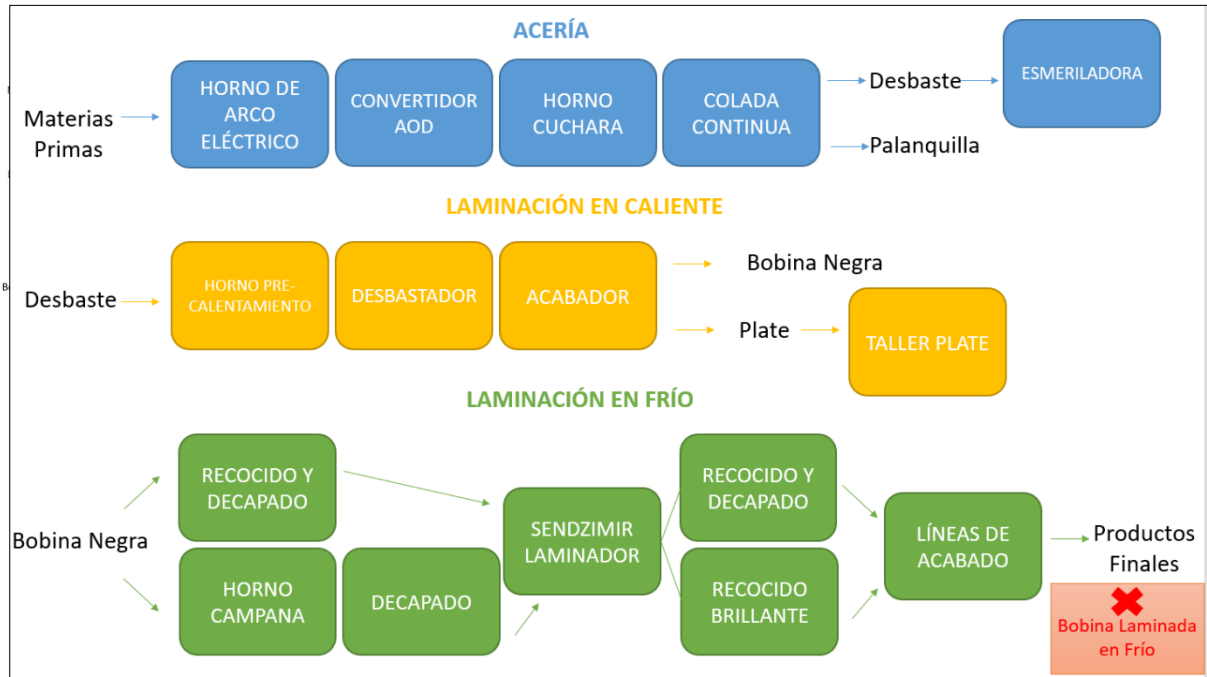 ACERÍA
Materias
Primas
HORNO DE
ARCO
ELÉCTRICO
CONVERTIDOR
AOD
HORNO
CUCHARA
COLADA
CONTINUA
Desbaste
Palanquilla
ESMERILADORA
LAMINACIÓN EN CALIENTE
Desbaste
HORNO PRE-
CALENTAMIENTO
DESBASTADOR
ACABADOR
Bobina Negra
Plate
TALLER PLATE
LAMINACIÓN EN FRÍO
Bobina Negra
RECOCIDO Y
DECAPADO
HORNO
CAMPANA
DECAPADO
SENDZIMIR
LAMINADOR
RECOCIDO Y
DECAPADO
RECOCIDO
BRILLANTE
LÍNEAS DE
ACABADO
Productos
Finales
Bobina Laminada
en Frío